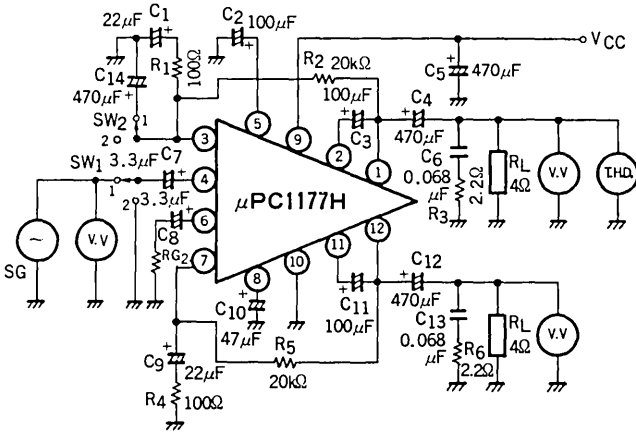 C1
C2
22μF
100μF
R1
100Ω
R2
20kΩ
VCC
C14
470μF
C5
470μF
100μF
C3
C4
470μF
SW2
1
2
3
5
9
2
1
C6
0.068
μF
R3
2.2Ω
RL
4Ω
V.V
T.H.D.
SW1
3.3μF
C7
1
2
4
3.3μF
C8
6
μPC1177H
SG
V.V
RG2
7
8
10
11
12
C10
47μF
C11
100μF
C12
470μF
C13
0.068
μF
R6
2.2Ω
RL
4Ω
V.V
C9
22μF
R5
20kΩ
R4
100Ω